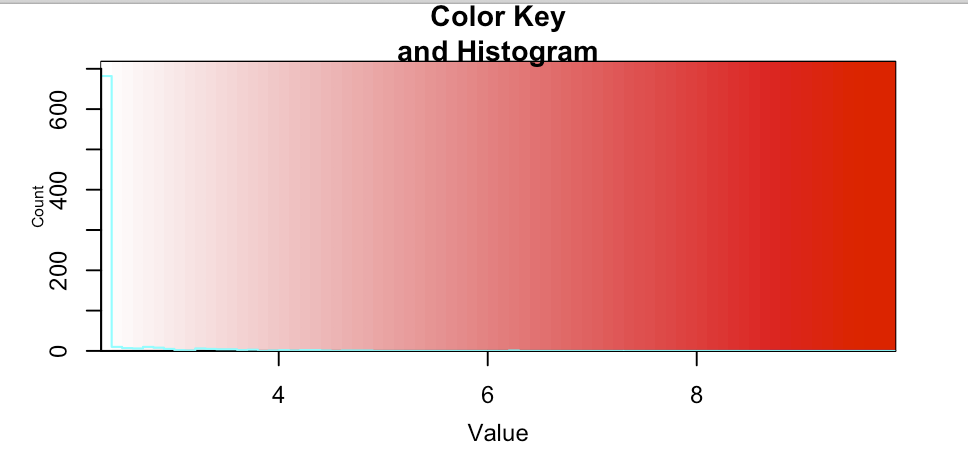 Color Key
and Histogram
Count
600
400
200
0
4 6 8
Value